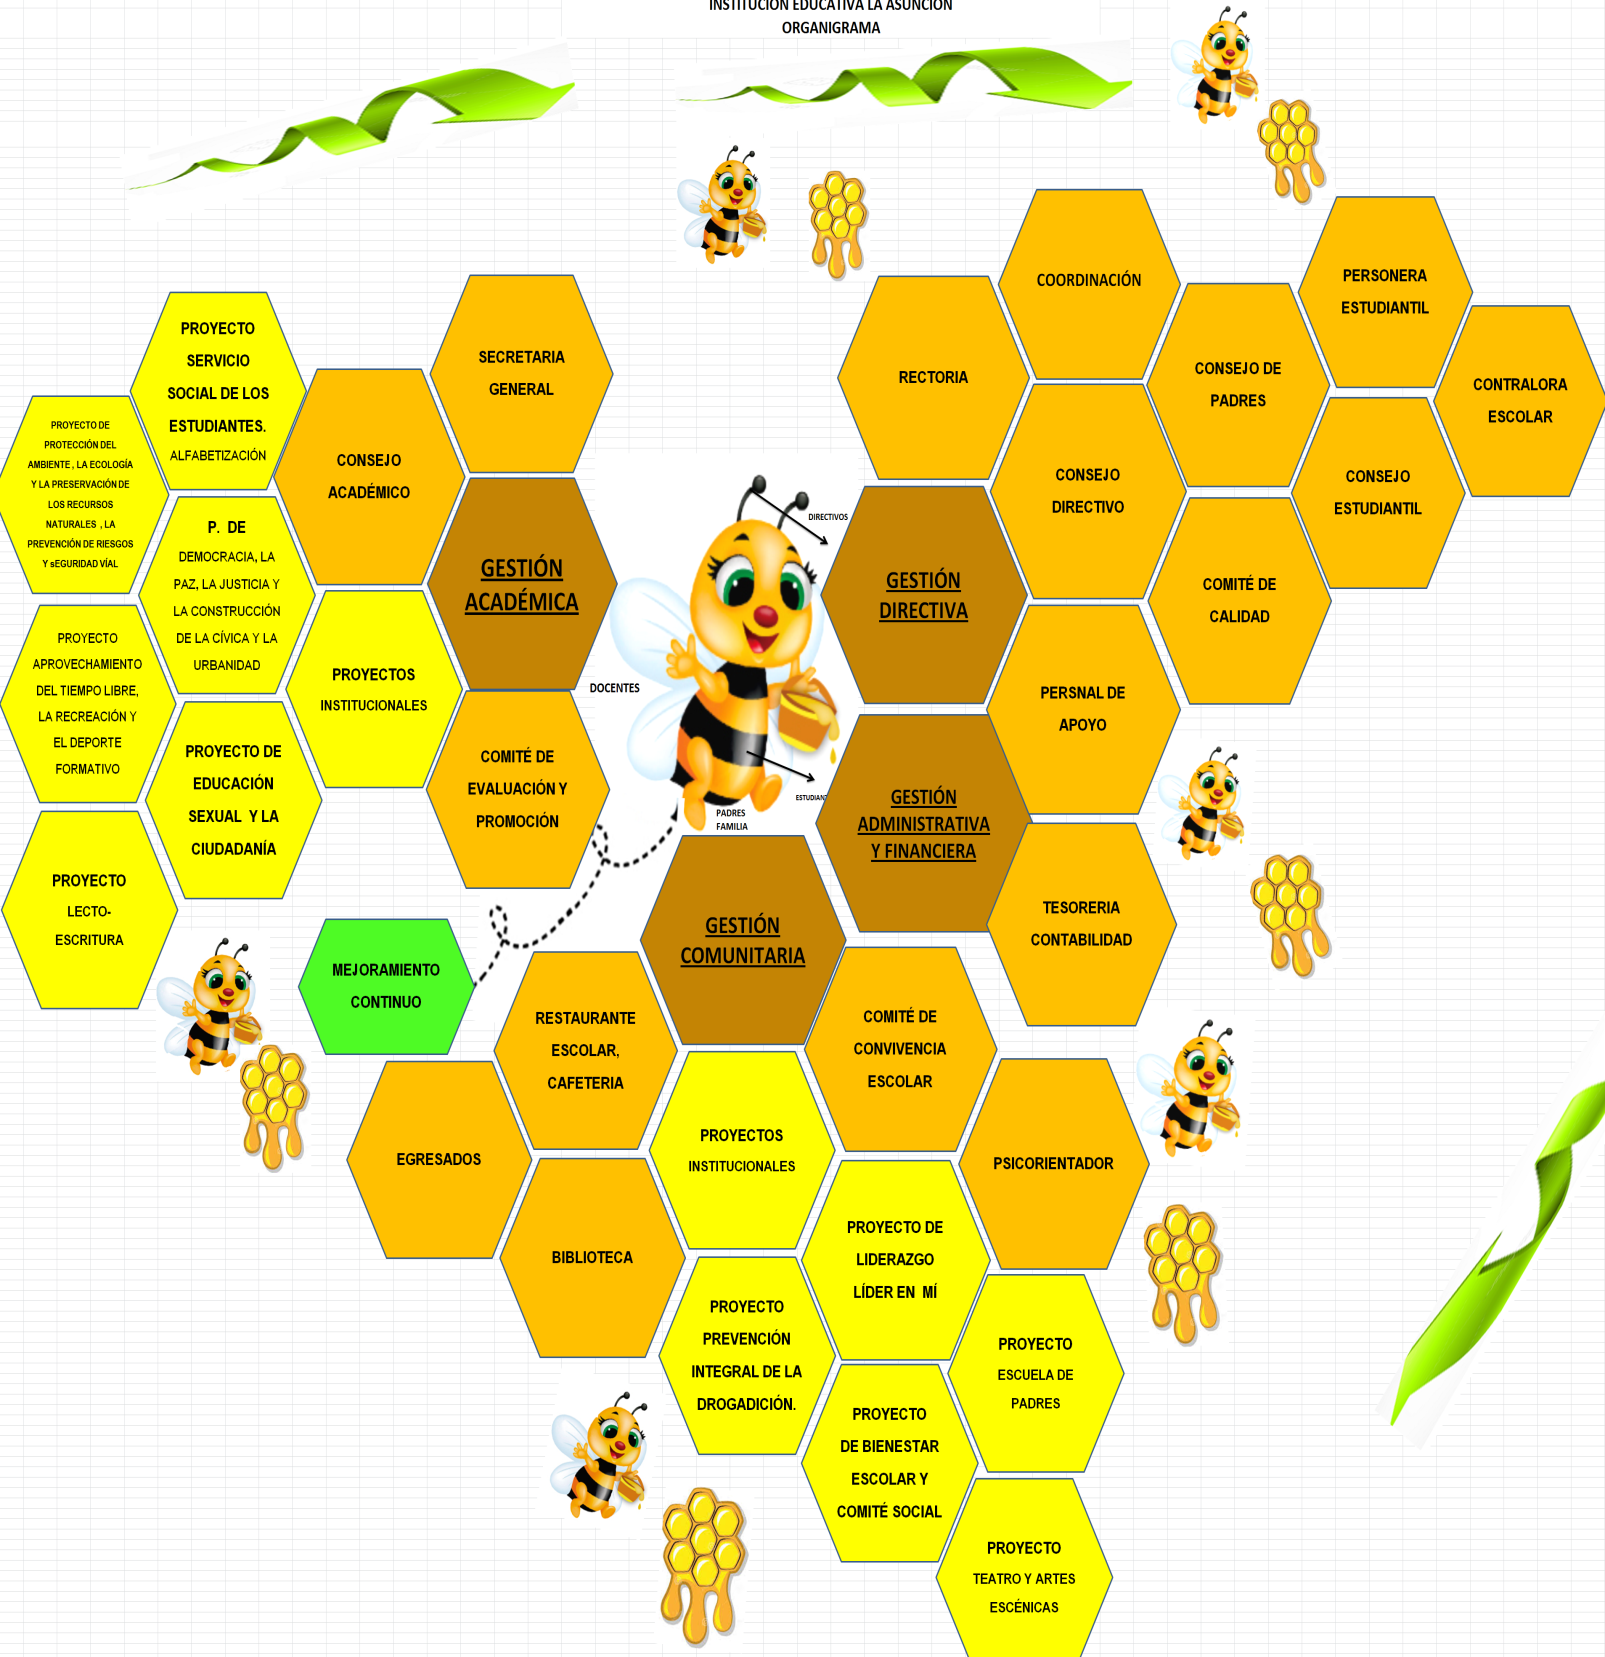 INSTITUCIÓN EDUCATIVA LA ASUNCIÓN
ORGANIGRAMA
PROYECTO
SERVICIO
SOCIAL DE LOS
ESTUDIANTES.
ALFABETIZACIÓN
PROYECTO DE
PROTECCIÓN DEL
AMBIENTE , LA ECOLOGÍA
Y LA PRESERVACIÓN DE
LOS RECURSOS
NATURALES , LA
PREVENCIÓN DE RIESGOS
Y sEGURIDAD VÍAL
P. DE
DEMOCRACIA, LA
PAZ, LA JUSTICIA Y
LA CONSTRUCCIÓN
DE LA CÍVICA Y LA
URBANIDAD
PROYECTO
APROVECHAMIENTO
DEL TIEMPO LIBRE,
LA RECREACIÓN Y
EL DEPORTE
FORMATIVO
PROYECTO DE
EDUCACIÓN
SEXUAL Y LA
CIUDADANÍA
PROYECTO
LECTO-
ESCRITURA
SECRETARIA
GENERAL
CONSEJO
ACADÉMICO
GESTIÓN
ACADÉMICA
PROYECTOS
INSTITUCIONALES
COMITÉ DE
EVALUACIÓN Y
PROMOCIÓN
MEJORAMIENTO
CONTINUO
DIRECTIVOS
DOCENTES
PADRES
FAMILIA
RECTORIA
COORDINACIÓN
CONSEJO DE
PADRES
PERSONERA
ESTUDIANTIL
CONTRALORA
ESCOLAR
CONSEJO
DIRECTIVO
CONSEJO
ESTUDIANTIL
GESTIÓN
DIRECTIVA
COMITÉ DE
CALIDAD
PERSNAL DE
APOYO
GESTIÓN
ADMINISTRATIVA
Y FINANCIERA
TESORERIA
CONTABILIDAD
GESTIÓN
COMUNITARIA
RESTAURANTE
ESCOLAR,
CAFETERIA
COMITÉ DE
CONVIVENCIA
ESCOLAR
EGRESADOS
PROYECTOS
INSTITUCIONALES
PSICORIENTADOR
BIBLIOTECA
PROYECTO DE
LIDERAZGO
LÍDER EN MÍ
PROYECTO
PREVENCIÓN
INTEGRAL DE LA
DROGADICIÓN.
PROYECTO
ESCUELA DE
PADRES
PROYECTO
DE BIENESTAR
ESCOLAR Y
COMITÉ SOCIAL
PROYECTO
TEATRO Y ARTES
ESCÉNICAS